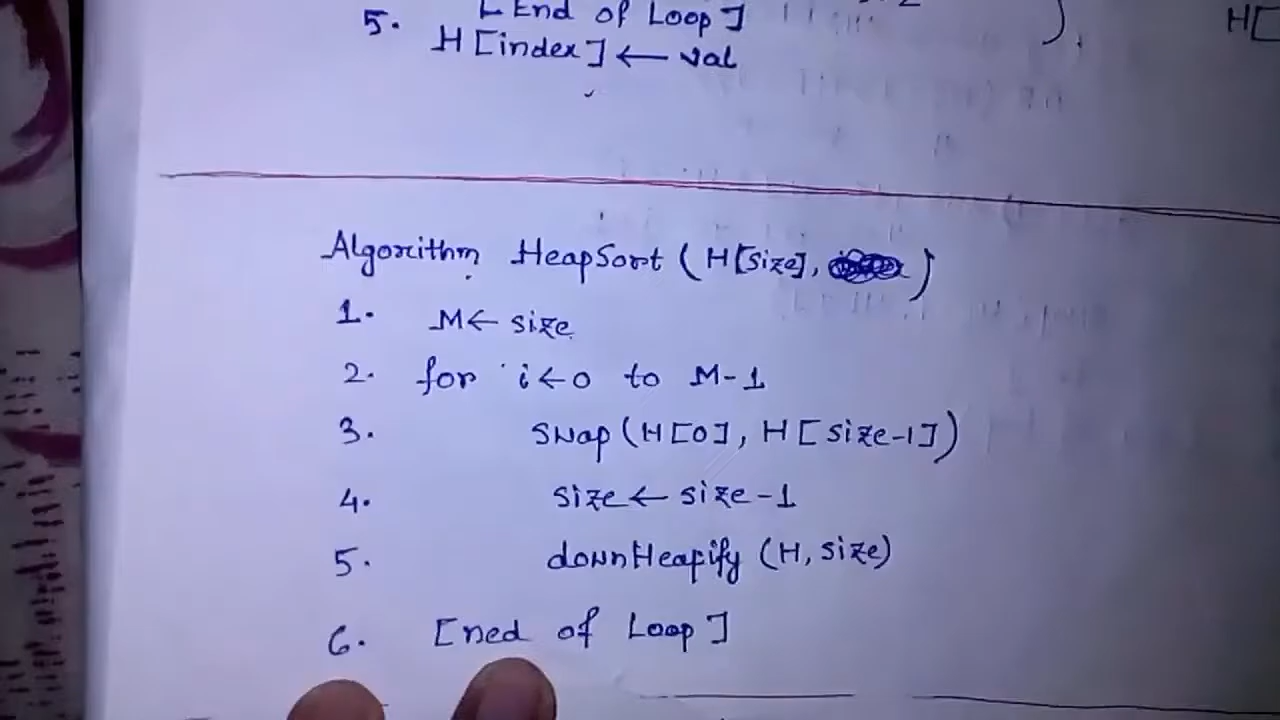 [End of Loop]
5. H[index] ← val
H[
Algorithm HeapSort (H[size], )
1. M ← size
2. for i ← 0 to M-1
3. swap (H[0], H[size-1])
4. size ← size-1
5. downHeapify (H, size)
6. [ned of Loop]